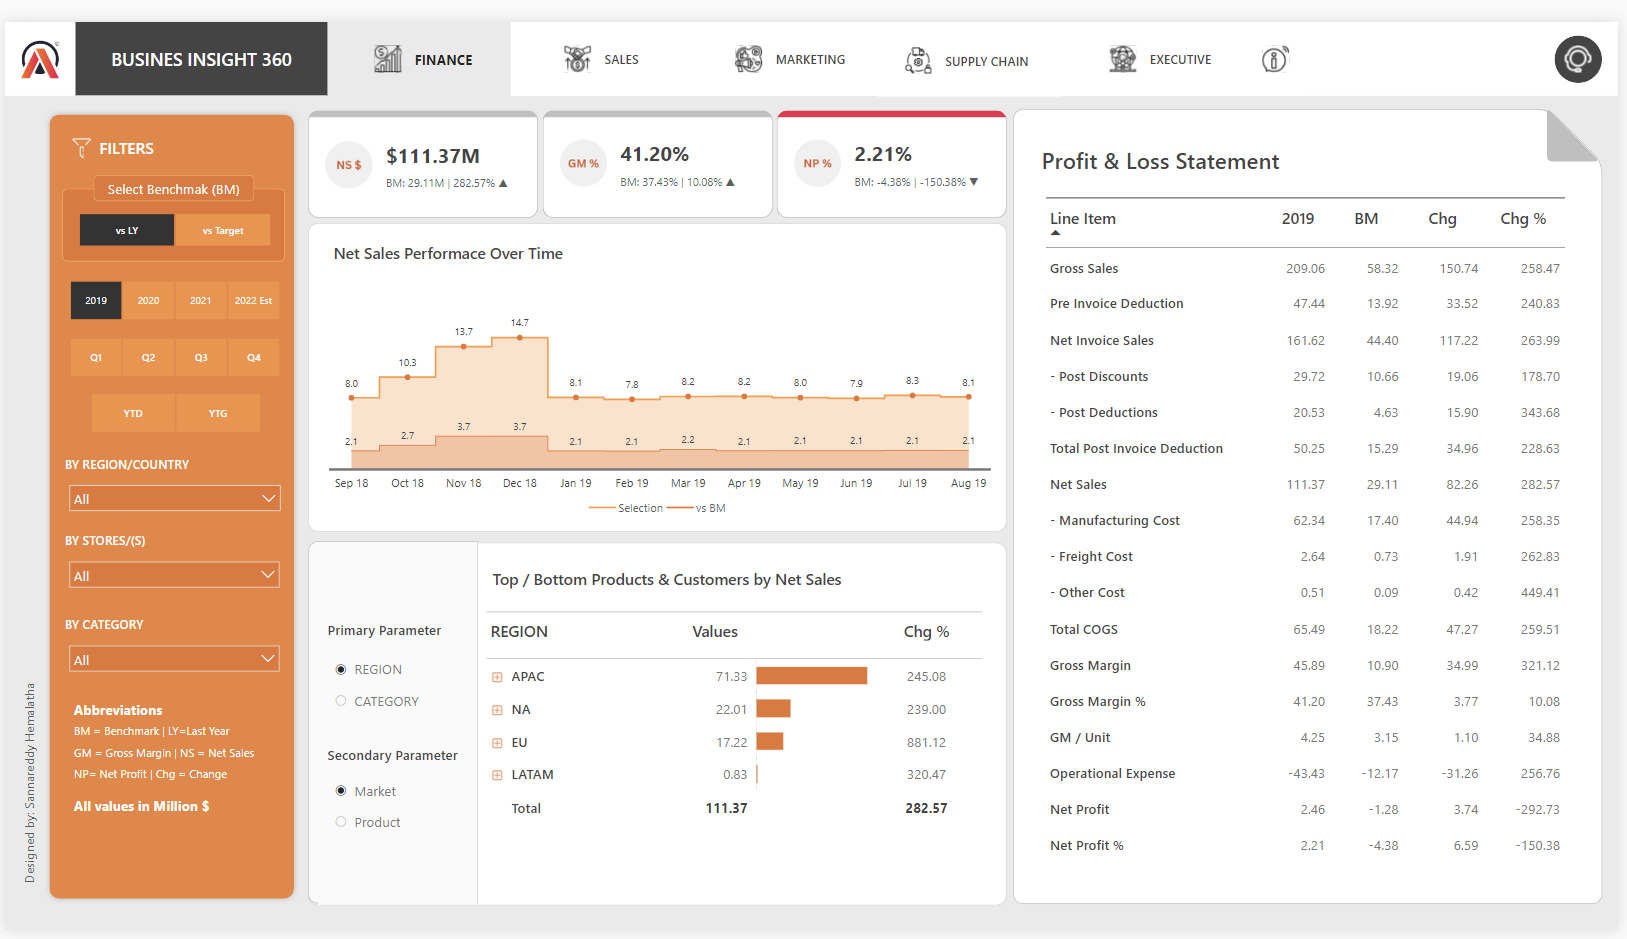 BUSINES INSIGHT 360
FINANCE
SALES
MARKETING
SUPPLY CHAIN
EXECUTIVE
FILTERS
Select Benchmak (BM)
vs LY vs Target
2019 2020 2021 2022 Est
Q1 Q2 Q3 Q4
YTD YTG
BY REGION/COUNTRY
All
BY STORES/(S)
All
BY CATEGORY
All
Abbreviations
BM = Benchmark | LY=Last Year
GM = Gross Margin | NS = Net Sales
NP= Net Profit | Chg = Change
All values in Million $
Designed by: Sannareddy Hemalatha
NS $
$111.37M
BM: 29.11M | 282.57% ▲
GM %
41.20%
BM: 37.43% | 10.08% ▲
NP %
2.21%
BM: -4.38% | -150.38% ▼
Net Sales Performace Over Time
8.0 10.3 13.7 14.7 8.1 7.8 8.2 8.2 8.0 7.9 8.3 8.1
2.1 2.7 3.7 3.7 2.1 2.1 2.2 2.1 2.1 2.1 2.1 2.1
Sep 18 Oct 18 Nov 18 Dec 18 Jan 19 Feb 19 Mar 19 Apr 19 May 19 Jun 19 Jul 19 Aug 19
Selection vs BM
Primary Parameter
REGION
CATEGORY
Secondary Parameter
Market
Product
Top / Bottom Products & Customers by Net Sales
REGION Values Chg %
APAC 71.33 245.08
NA 22.01 239.00
EU 17.22 881.12
LATAM 0.83 320.47
Total 111.37 282.57
Profit & Loss Statement
Line Item 2019 BM Chg Chg %
Gross Sales 209.06 58.32 150.74 258.47
Pre Invoice Deduction 47.44 13.92 33.52 240.83
Net Invoice Sales 161.62 44.40 117.22 263.99
- Post Discounts 29.72 10.66 19.06 178.70
- Post Deductions 20.53 4.63 15.90 343.68
Total Post Invoice Deduction 50.25 15.29 34.96 228.63
Net Sales 111.37 29.11 82.26 282.57
- Manufacturing Cost 62.34 17.40 44.94 258.35
- Freight Cost 2.64 0.73 1.91 262.83
- Other Cost 0.51 0.09 0.42 449.41
Total COGS 65.49 18.22 47.27 259.51
Gross Margin 45.89 10.90 34.99 321.12
Gross Margin % 41.20 37.43 3.77 10.08
GM / Unit 4.25 3.15 1.10 34.88
Operational Expense -43.43 -12.17 -31.26 256.76
Net Profit 2.46 -1.28 3.74 -292.73
Net Profit % 2.21 -4.38 6.59 -150.38